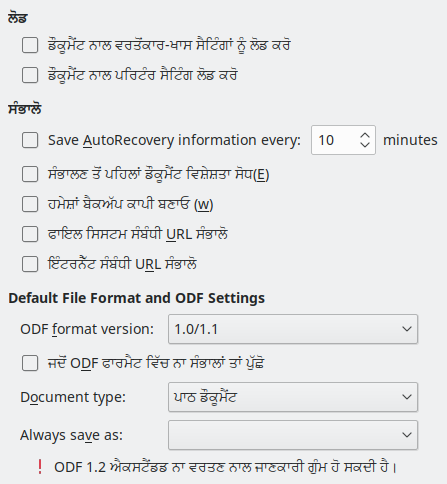 ਲੋਡ
ਡੌਕੂਮੈਂਟ ਨਾਲ ਵਰਤੋਂਕਾਰ-ਖਾਸ ਸੈਟਿੰਗਾਂ ਨੂੰ ਲੋਡ ਕਰੋ
ਡੌਕੂਮੈਂਟ ਨਾਲ ਪਰਿਟੰਰ ਸੈਟਿੰਗ ਲੋਡ ਕਰੋ
ਸੰਭਾਲੋ
Save AutoRecovery information every: 10 minutes
ਸੰਭਾਲਣ ਤੋਂ ਪਹਿਲਾਂ ਡੌਕੂਮੈਂਟ ਵਿਸ਼ੇਸ਼ਤਾ ਸੋਧ(E)
ਹਮੇਸ਼ਾਂ ਬੈਕਅੱਪ ਕਾਪੀ ਬਣਾਓ (w)
ਫਾਇਲ ਸਿਸਟਮ ਸੰਬੰਧੀ URL ਸੰਭਾਲੋ
ਇੰਟਰਨੈੱਟ ਸੰਬੰਧੀ URL ਸੰਭਾਲੋ
Default File Format and ODF Settings
ODF format version: 1.0/1.1
ਜਦੋਂ ODF ਫਾਰਮੈਟ ਵਿੱਚ ਨਾ ਸੰਭਾਲਾਂ ਤਾਂ ਪੁੱਛੋ
Document type: ਪਾਠ ਡੌਕੂਮੈਂਟ
Always save as:
ODF 1.2 ਐਕਸਟੈਂਡਡ ਨਾ ਵਰਤਣ ਨਾਲ ਜਾਣਕਾਰੀ ਗੁੰਮ ਹੋ ਸਕਦੀ ਹੈ।